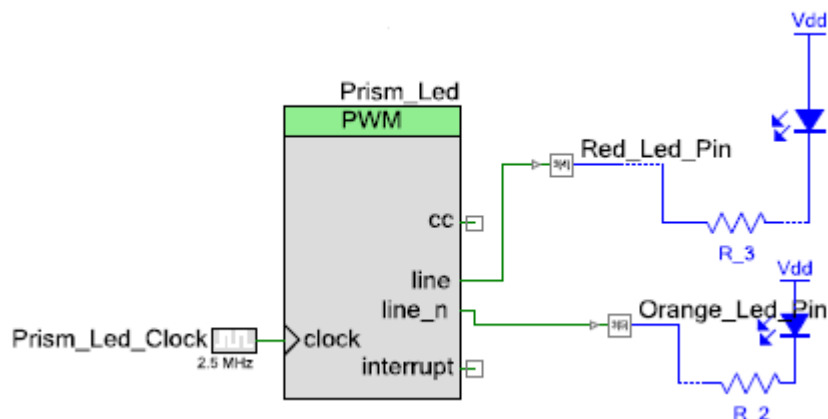 Vdd
Prism_Led
PWM
Red_Led_Pin
cc
R_3
line
Vdd
line_n
Orange_Led_Pin
Prism_Led_Clock
clock
2.5 MHz
interrupt
R_2